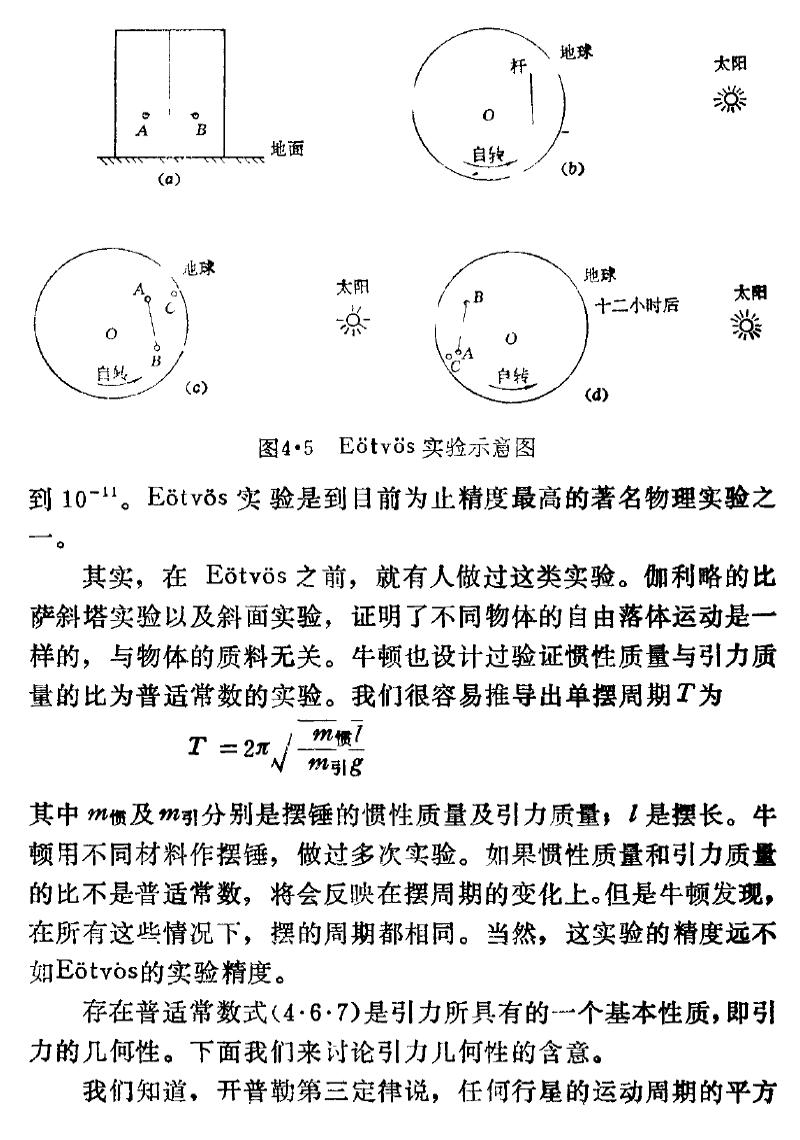 A B
地面
(a)
杆
地球
O
自转
(b)
太阳
地球
A
C
O
B
自转
(c)
太阳
地球
B
十二小时后
O
A
C
自转
(d)
太阳
图4·5 Eötvös 实验示意图
到 10⁻¹¹。Eötvös 实验是到目前为止精度最高的著名物理实验之
一。
其实，在 Eötvös 之前，就有人做过这类实验。伽利略的比
萨斜塔实验以及斜面实验，证明了不同物体的自由落体运动是一
样的，与物体的质料无关。牛顿也设计过验证惯性质量与引力质
量的比为普适常数的实验。我们很容易推导出单摆周期 T 为
T = 2π√(m惯l / m引g)
其中 m惯及m引分别是摆锤的惯性质量及引力质量；l 是摆长。牛
顿用不同材料作摆锤，做过多次实验。如果惯性质量和引力质量
的比不是普适常数，将会反映在摆周期的变化上。但是牛顿发现，
在所有这些情况下，摆的周期都相同。当然，这实验的精度远不
如Eötvös的实验精度。
存在普适常数式(4·6·7)是引力所具有的一个基本性质，即引
力的几何性。下面我们来讨论引力几何性的含意。
我们知道，开普勒第三定律说，任何行星的运动周期的平方